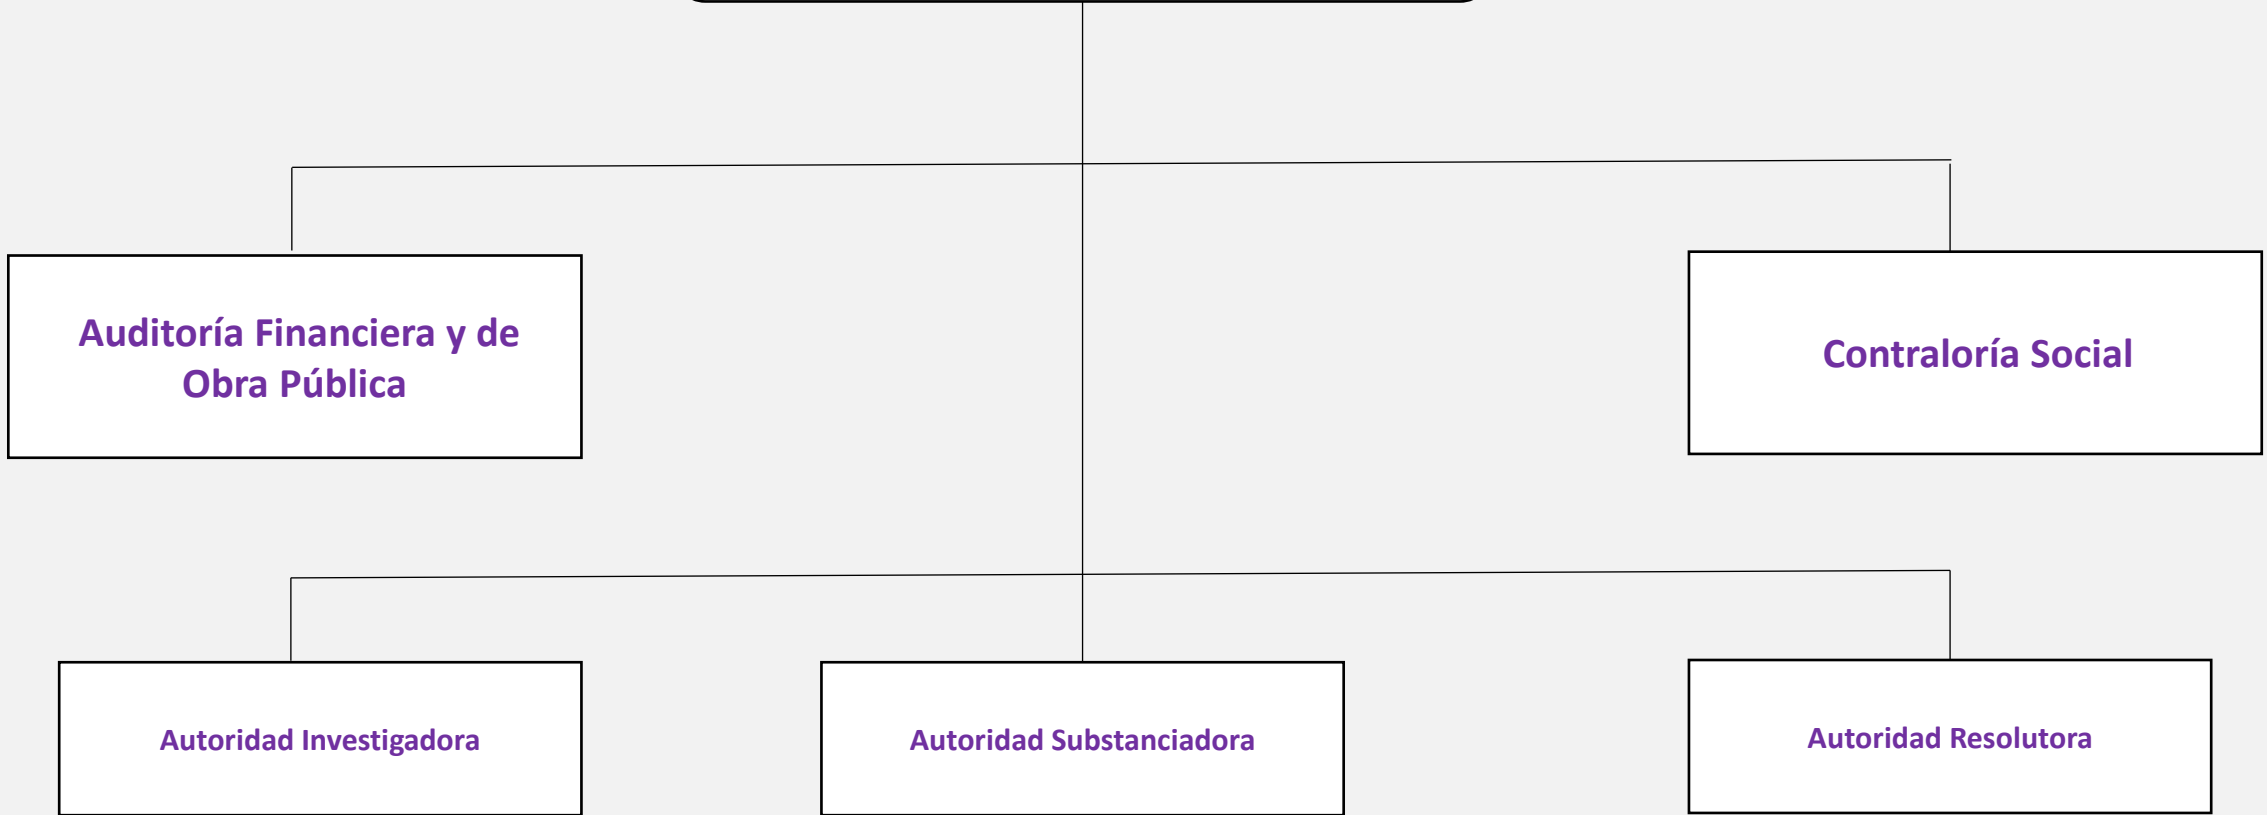 Auditoría Financiera y de
Obra Pública
Contraloría Social
Autoridad Investigadora
Autoridad Substanciadora
Autoridad Resolutora